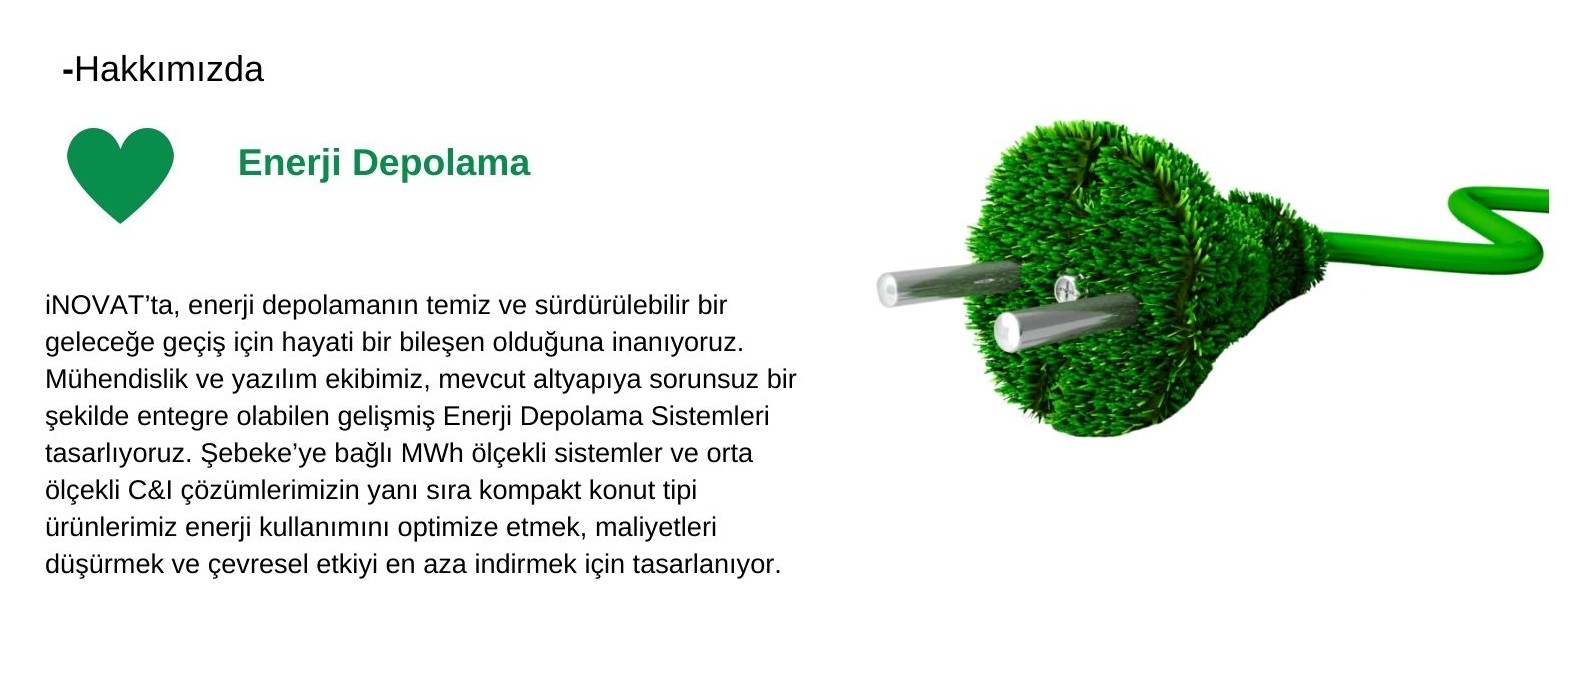 -Hakkımızda
Enerji Depolama
iNOVAT’ta, enerji depolamanın temiz ve sürdürülebilir bir
geleceğe geçiş için hayati bir bileşen olduğuna inanıyoruz.
Mühendislik ve yazılım ekibimiz, mevcut altyapıya sorunsuz bir
şekilde entegre olabilen gelişmiş Enerji Depolama Sistemleri
tasarlıyoruz. Şebeke’ye bağlı MWh ölçekli sistemler ve orta
ölçekli C&I çözümlerimizin yanı sıra kompakt konut tipi
ürünlerimiz enerji kullanımını optimize etmek, maliyetleri
düşürmek ve çevresel etkiyi en aza indirmek için tasarlanıyor.